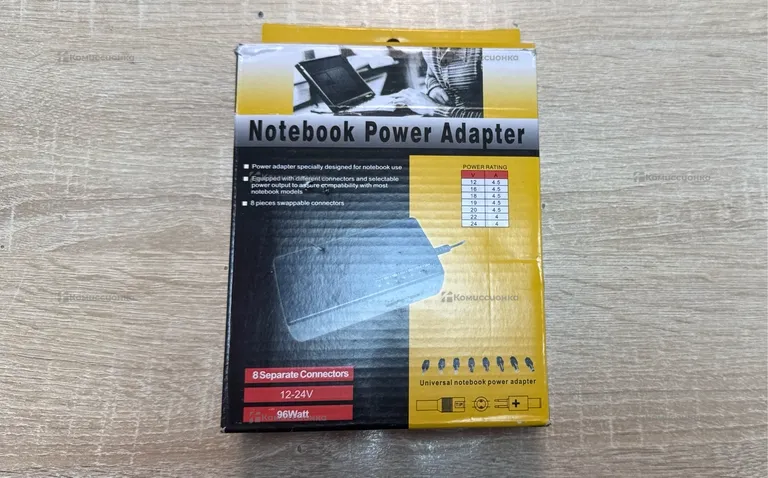 Notebook Power Adapter
Power adapter specially designed for notebook use
Equipped with different connectors and selectable
power output to assure compatibility with most
notebook models
8 pieces swappable connectors
POWER RATING
V A
12 4.5
16 4.5
18 4.5
19 4.5
20 4.5
22 4
24 4
8 Separate Connectors
12-24V
96Watt
Universal notebook power adapter
Комиссионка
Комиссионка
Комиссионка
Комиссионка
Комиссионка